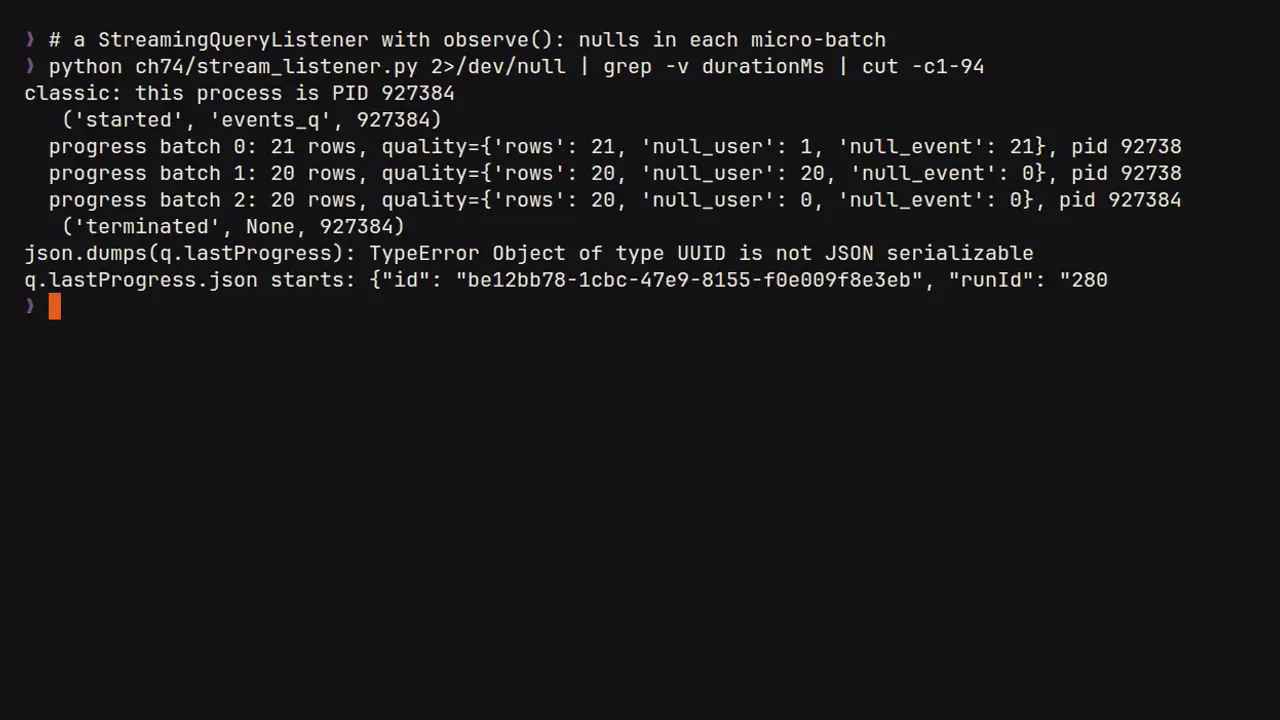 ❯ # a StreamingQueryListener with observe(): nulls in each micro-batch
❯ python ch74/stream_listener.py 2>/dev/null | grep -v durationMs | cut -c1-94
classic: this process is PID 927384
   ('started', 'events_q', 927384)
  progress batch 0: 21 rows, quality={'rows': 21, 'null_user': 1, 'null_event': 21}, pid 92738
  progress batch 1: 20 rows, quality={'rows': 20, 'null_user': 20, 'null_event': 0}, pid 92738
  progress batch 2: 20 rows, quality={'rows': 20, 'null_user': 0, 'null_event': 0}, pid 927384
   ('terminated', None, 927384)
json.dumps(q.lastProgress): TypeError Object of type UUID is not JSON serializable
q.lastProgress.json starts: {"id": "be12bb78-1cbc-47e9-8155-f0e009f8e3eb", "runId": "280
❯